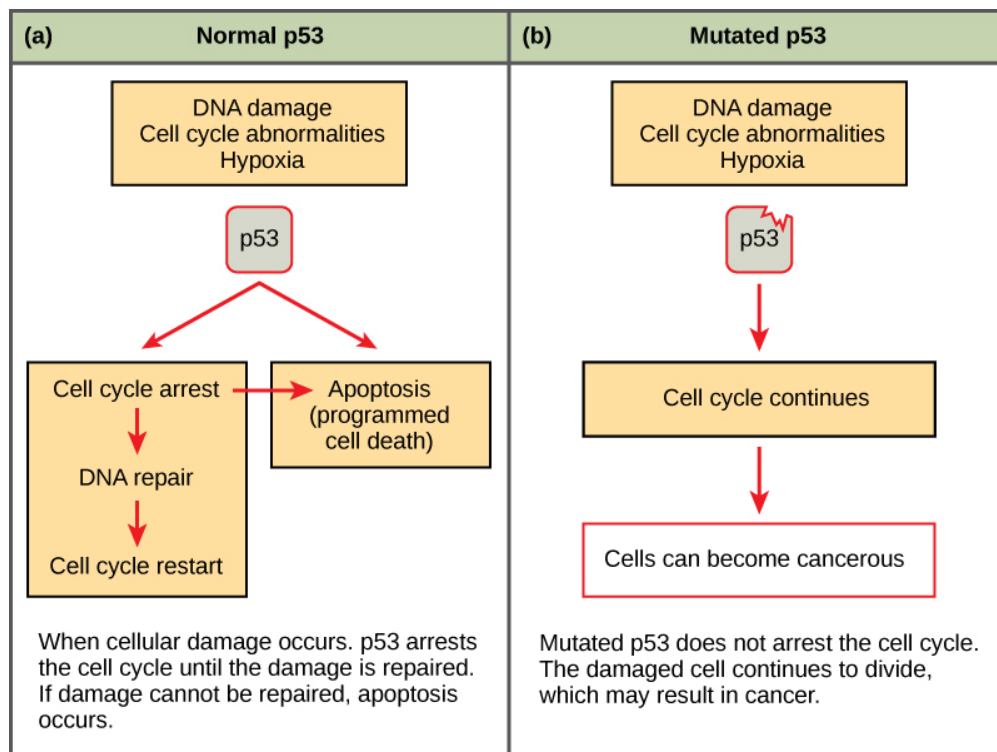 (a) Normal p53
DNA damage
Cell cycle abnormalities
Hypoxia
p53
Cell cycle arrest
DNA repair
Cell cycle restart
Apoptosis
(programmed
cell death)
When cellular damage occurs. p53 arrests
the cell cycle until the damage is repaired.
If damage cannot be repaired, apoptosis
occurs.
(b) Mutated p53
DNA damage
Cell cycle abnormalities
Hypoxia
p53
Cell cycle continues
Cells can become cancerous
Mutated p53 does not arrest the cell cycle.
The damaged cell continues to divide,
which may result in cancer.